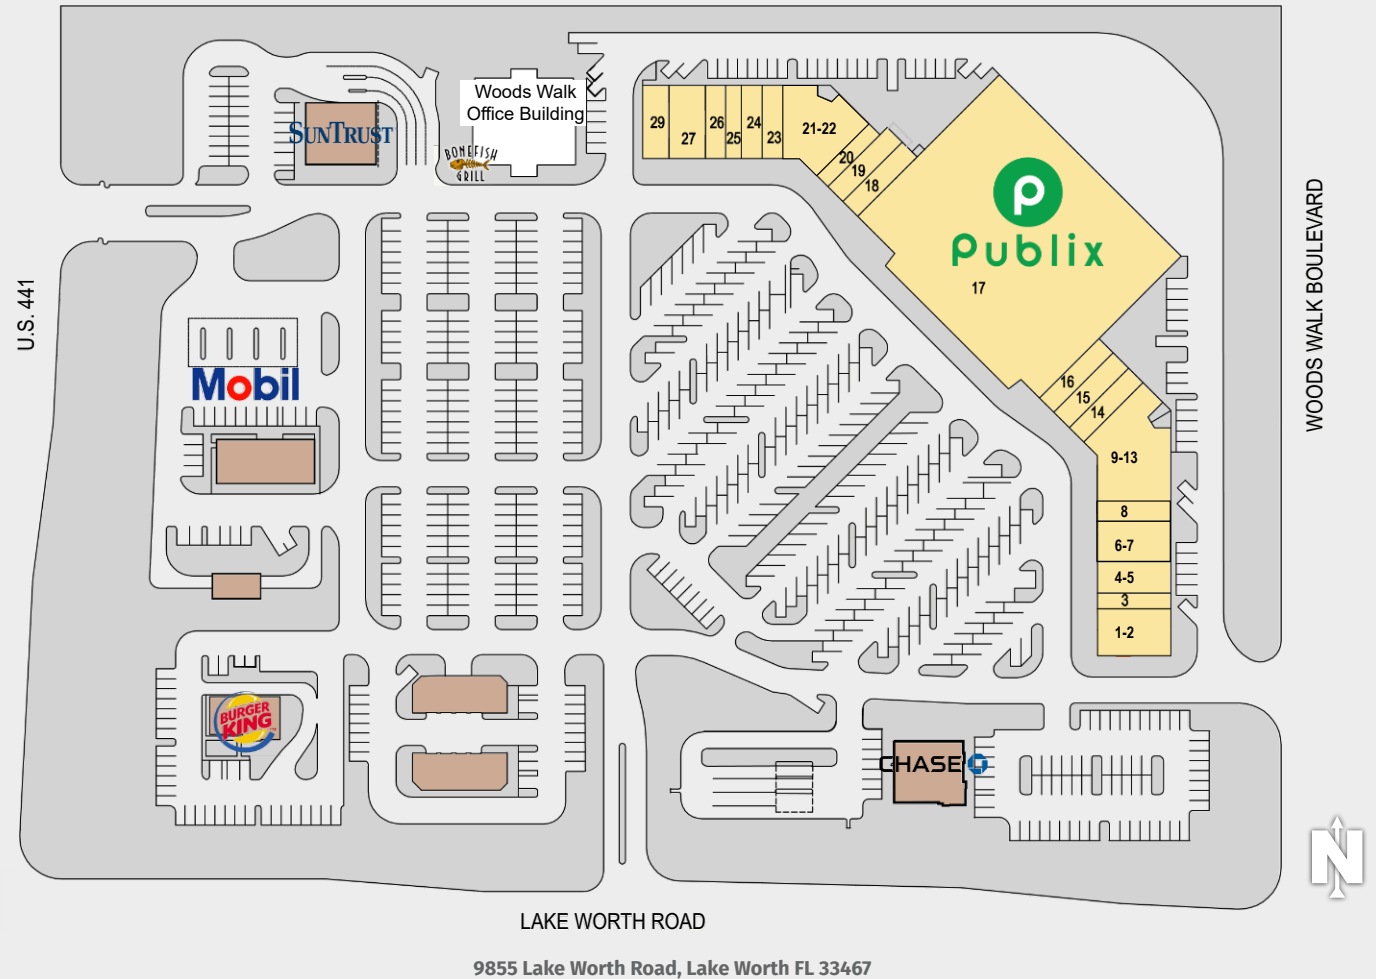 Woods Walk
Office Building
SUNTRUST
BONEFISH
GRILL
29
27
26
25
24
23
21-22
20
19
18
Publix
17
16
15
14
9-13
8
6-7
4-5
3
1-2
U.S. 441
WOODS WALK BOULEVARD
Mobil
BURGER
KING
TM
CHASE
N
LAKE WORTH ROAD
9855 Lake Worth Road, Lake Worth FL 33467